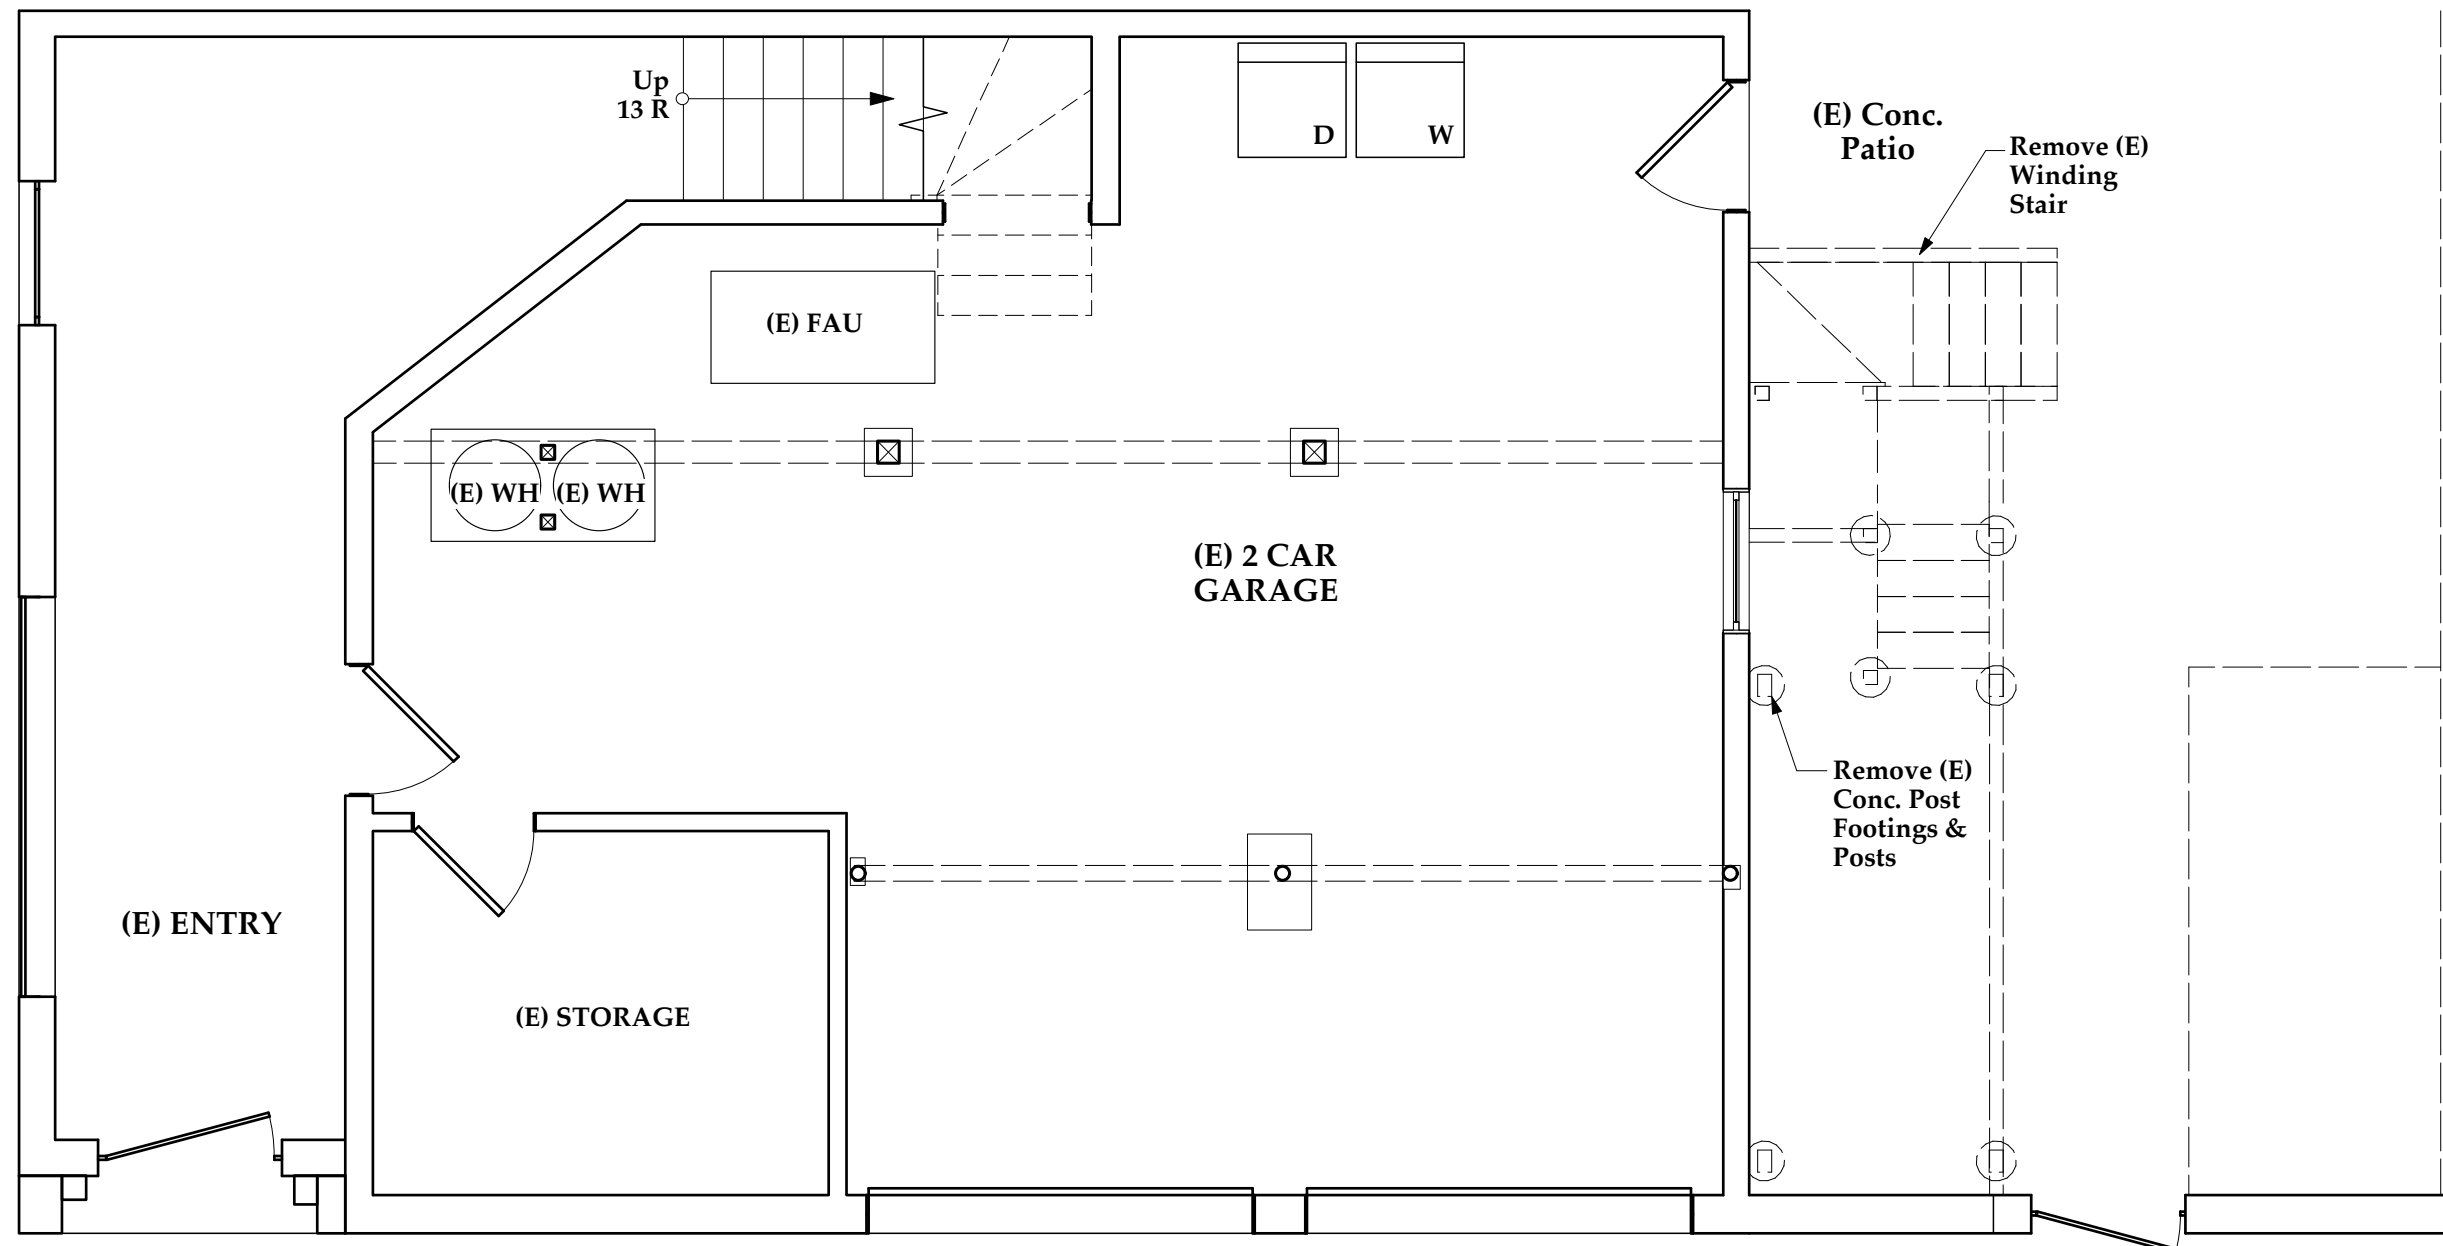 Up
13 R
D
W
(E) Conc.
Patio
Remove (E)
Winding
Stair
(E) FAU
(E) WH
(E) WH
(E) 2 CAR
GARAGE
Remove (E)
Conc. Post
Footings &
Posts
(E) ENTRY
(E) STORAGE